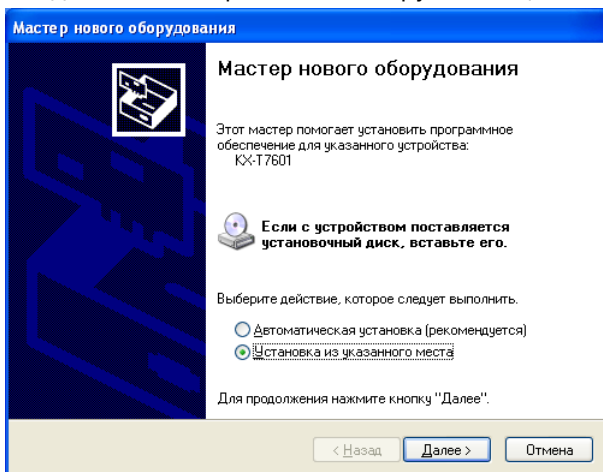 Мастер нового оборудования
Мастер нового оборудования
Этот мастер помогает установить программное
обеспечение для указанного устройства:
KX-T7601
Если с устройством поставляется
установочный диск, вставьте его.
Выберите действие, которое следует выполнить.
Автоматическая установка (рекомендуется)
Установка из указанного места
Для продолжения нажмите кнопку "Далее".
< Назад Далее > Отмена